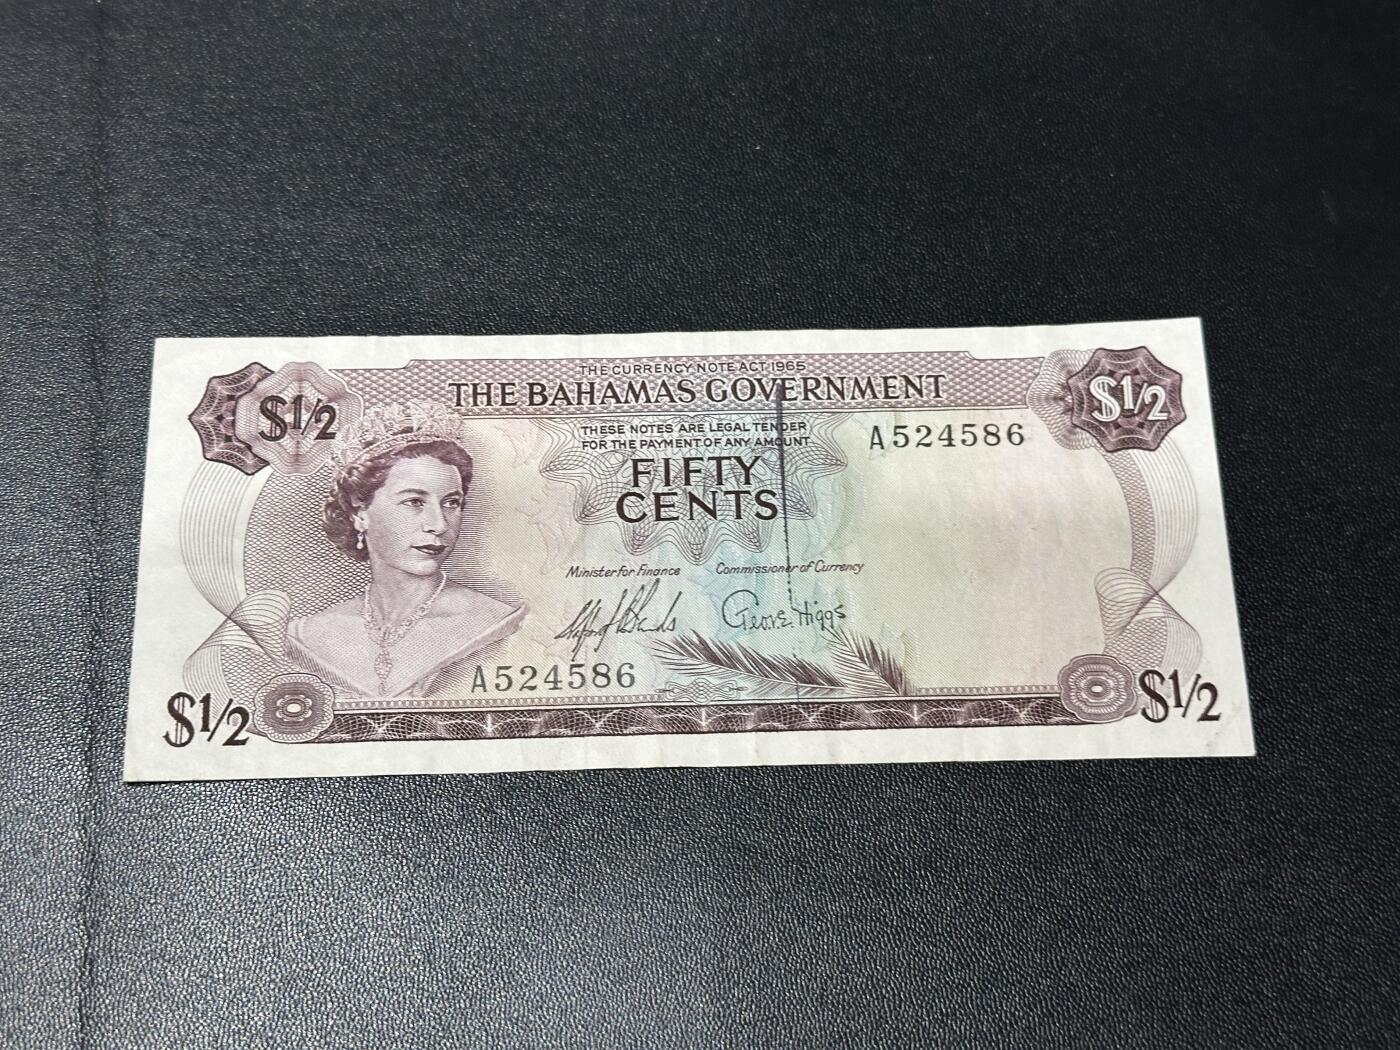 THE CURRENCY NOTE ACT 1965
THE BAHAMAS GOVERNMENT
$1/2
$1/2
THESE NOTES ARE LEGAL TENDER
FOR THE PAYMENT OF ANY AMOUNT
A524586
FIFTY
CENTS
Minister for Finance Commissioner of Currency
George Higgs
A524586
$1/2
$1/2